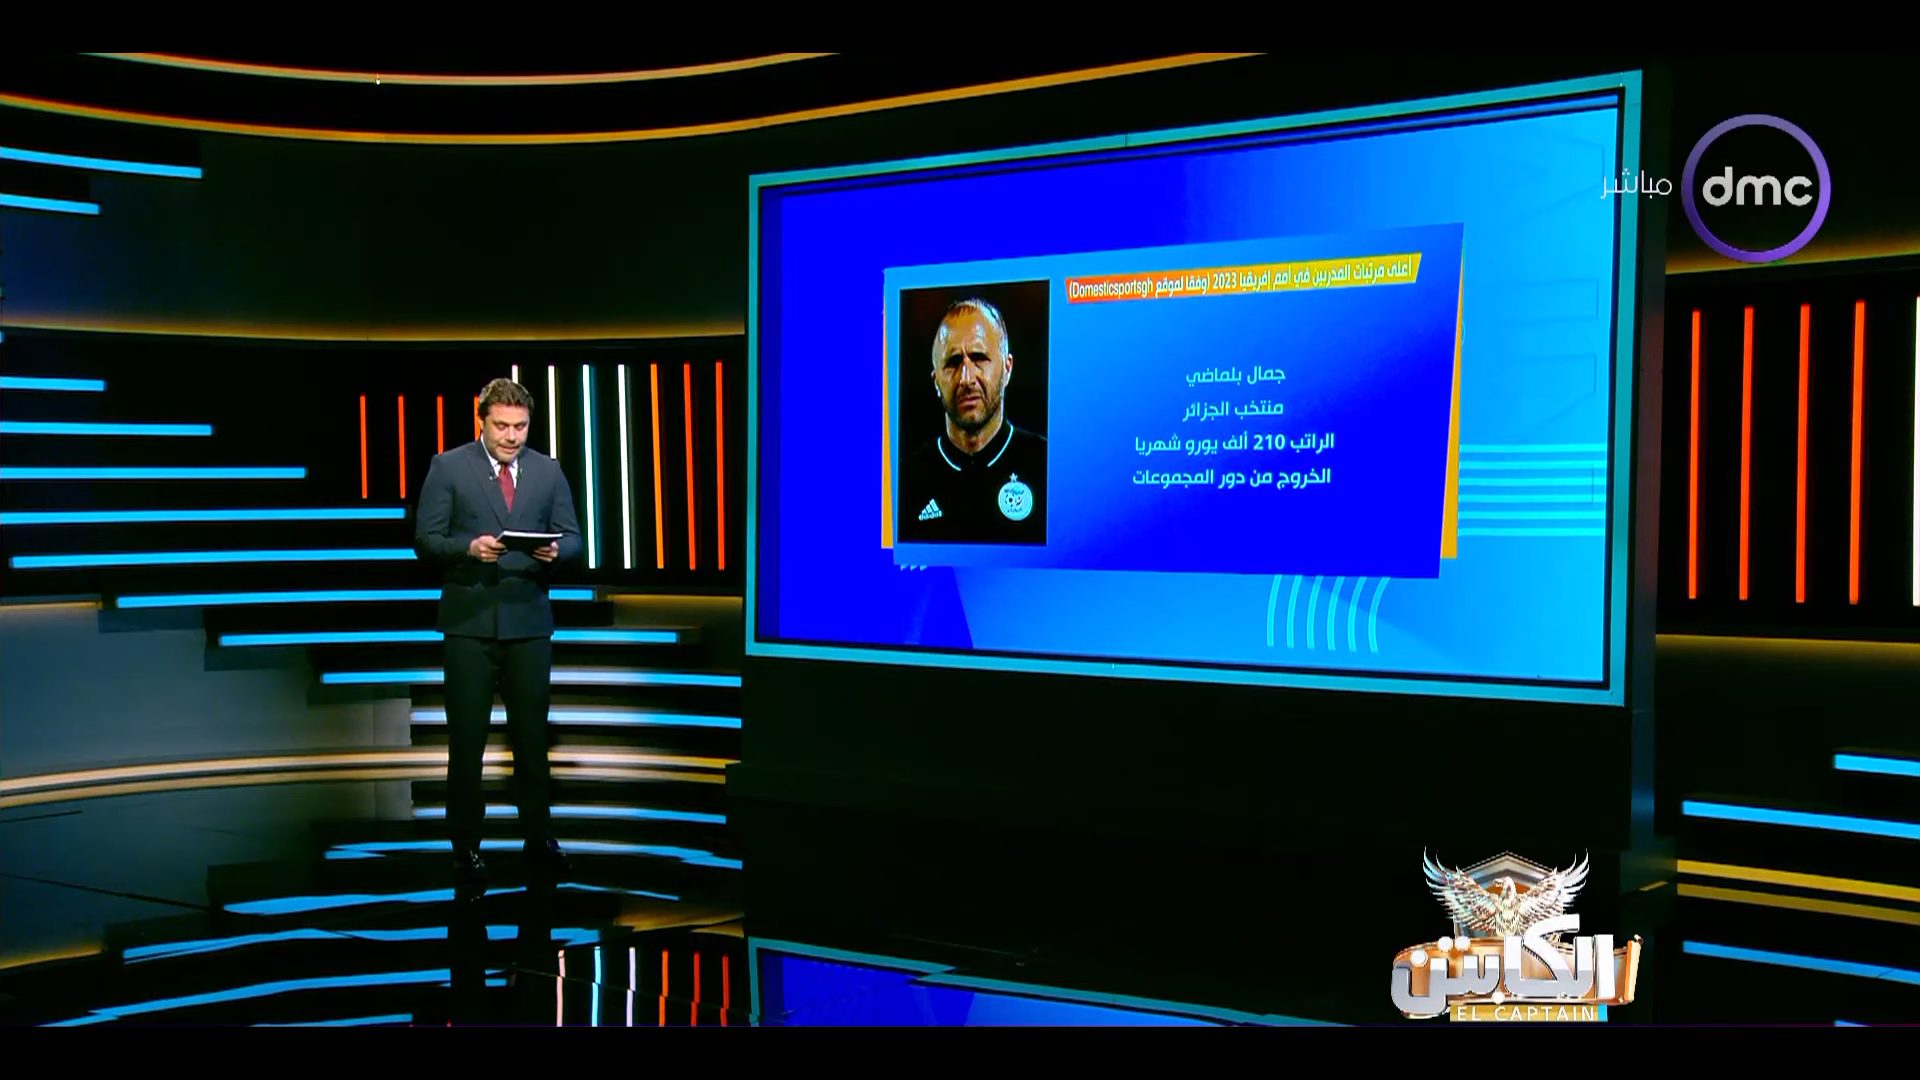 مباشر
dmc
أعلى مرتبات المدربين في أمم إفريقيا 2023 (وفقا لموقع Domesticsportsgh)
جمال بلماضي
منتخب الجزائر
الراتب 210 ألف يورو شهريا
الخروج من دور المجموعات
adidas
الكابتن
EL CAPTAIN